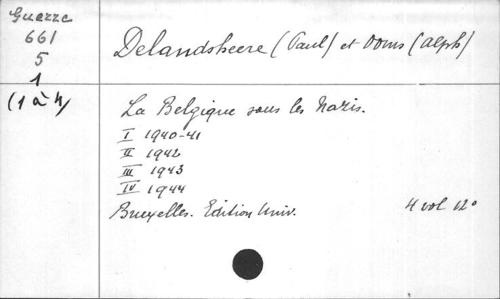 Guerre
661
5
1
(1 à 4)
Delandsheere (Paul) et Ooms (Alph)
La Belgique sous les Nazis.
I 1940-41
II 1942
III 1943
IV 1944
Bruxelles. Edition Univ. 4 vol 12°